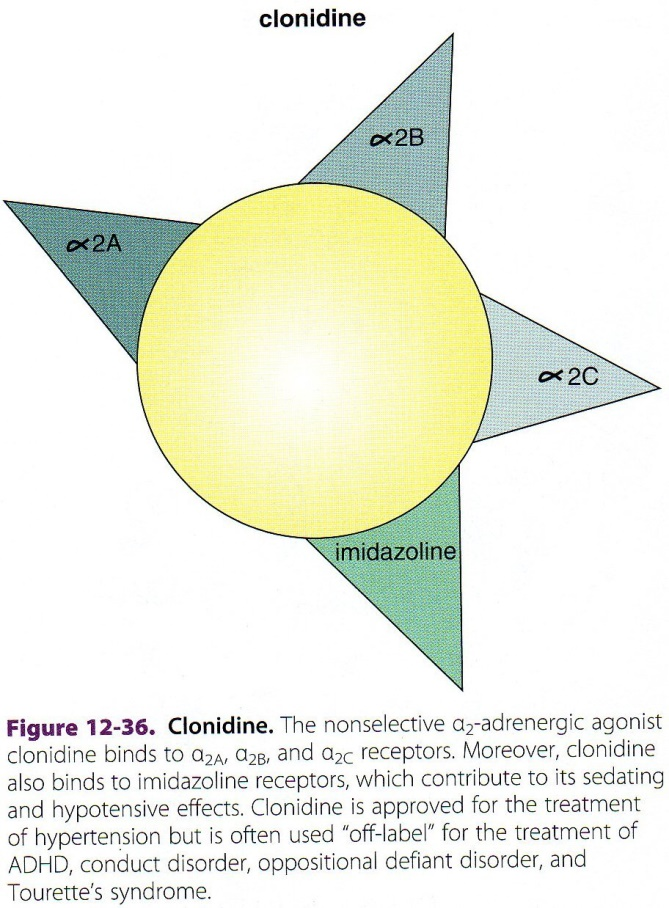 clonidine
∝2B
∝2A
∝2C
imidazoline
Figure 12-36. Clonidine. The nonselective α₂-adrenergic agonist
clonidine binds to α₂A, α₂B, and α₂C receptors. Moreover, clonidine
also binds to imidazoline receptors, which contribute to its sedating
and hypotensive effects. Clonidine is approved for the treatment
of hypertension but is often used “off-label” for the treatment of
ADHD, conduct disorder, oppositional defiant disorder, and
Tourette’s syndrome.